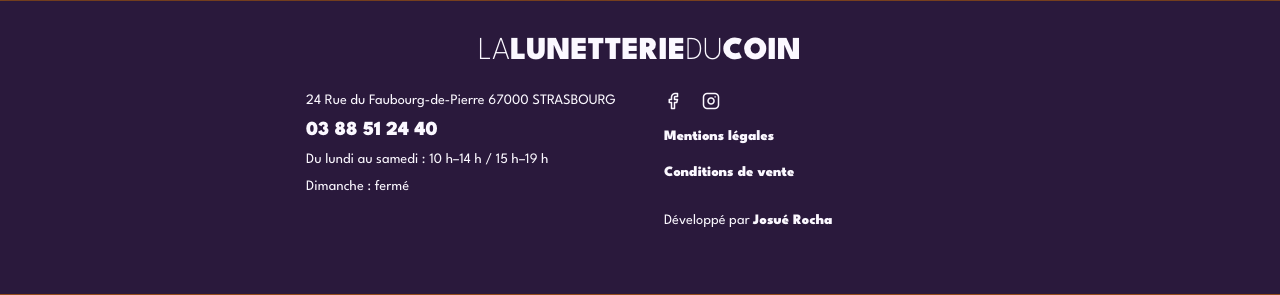 LALUNETTERIEDUCOIN
24 Rue du Faubourg-de-Pierre 67000 STRASBOURG
03 88 51 24 40
Du lundi au samedi : 10 h–14 h / 15 h–19 h
Dimanche : fermé
Mentions légales
Conditions de vente
Développé par Josué Rocha